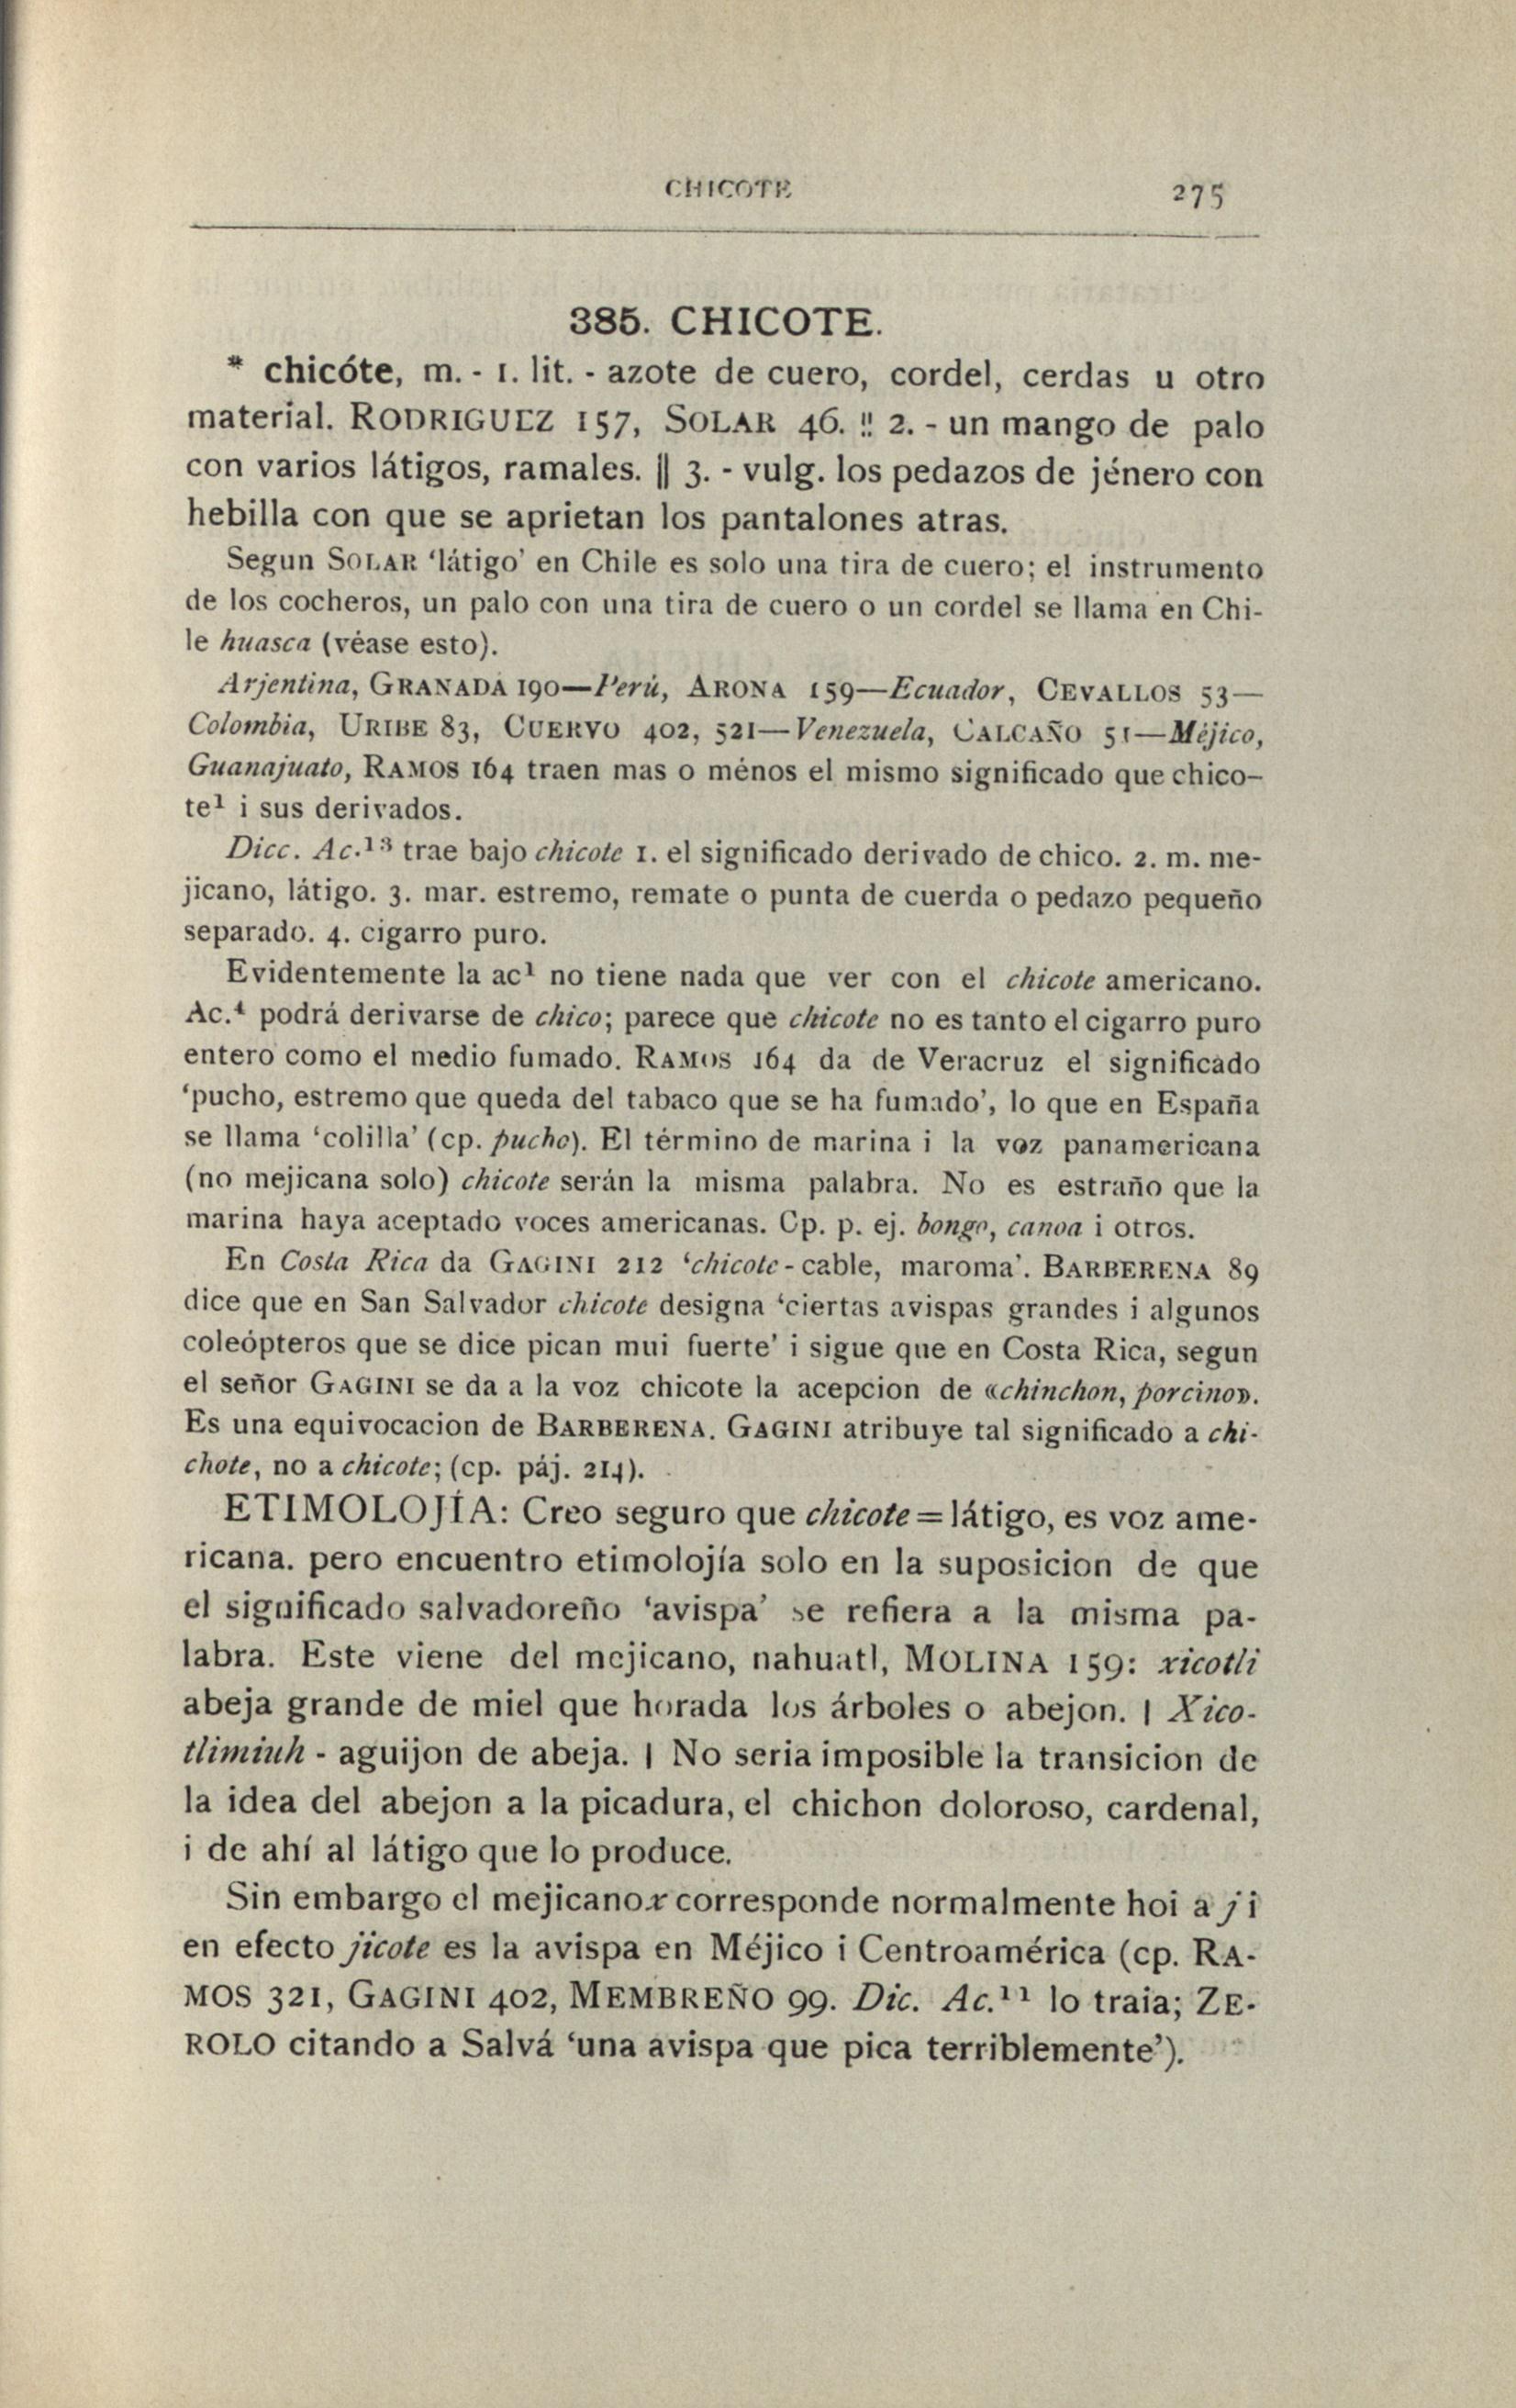 CHICOTE 275
385. CHICOTE.
* chicóte, m. - 1. lit. - azote de cuero, cordel, cerdas u otro
material. RODRIGUEZ 157, SOLAR 46. || 2. - un mango de palo
con varios látigos, ramales. || 3. - vulg. los pedazos de jénero con
hebilla con que se aprietan los pantalones atras.
Segun SOLAR ‘látigo’ en Chile es solo una tira de cuero; el instrumento
de los cocheros, un palo con una tira de cuero o un cordel se llama en Chi-
le huasca (véase esto).
Arjentina, GRANADA 190—Perú, ARONA 159—Ecuador, CEVALLOS 53—
Colombia, URIBE 83, CUERVO 402, 521—Venezuela, CALCAÑO 51—Méjico,
Guanajuato, RAMOS 164 traen mas o ménos el mismo significado que chico-
te¹ i sus derivados.
Dicc. Ac.¹³ trae bajo chicote 1. el significado derivado de chico. 2. m. me-
jicano, látigo. 3. mar. estremo, remate o punta de cuerda o pedazo pequeño
separado. 4. cigarro puro.
Evidentemente la ac¹ no tiene nada que ver con el chicote americano.
Ac.⁴ podrá derivarse de chico; parece que chicote no es tanto el cigarro puro
entero como el medio fumado. RAMOS 164 da de Veracruz el significado
‘pucho, estremo que queda del tabaco que se ha fumado’, lo que en España
se llama ‘colilla’ (cp. pucho). El término de marina i la voz panamericana
(no mejicana solo) chicote serán la misma palabra. No es estraño que la
marina haya aceptado voces americanas. Cp. p. ej. bongo, canoa i otros.
En Costa Rica da GAGINI 212 ‘chicote - cable, maroma’. BARBERENA 89
dice que en San Salvador chicote designa ‘ciertas avispas grandes i algunos
coleópteros que se dice pican mui fuerte’ i sigue que en Costa Rica, segun
el señor GAGINI se da a la voz chicote la acepcion de «chinchon, porcino».
Es una equivocacion de BARBERENA. GAGINI atribuye tal significado a chi-
chote, no a chicote; (cp. páj. 214).
ETIMOLOJÍA: Creo seguro que chicote = látigo, es voz ame-
ricana. pero encuentro etimolojía solo en la suposicion de que
el significado salvadoreño ‘avispa’ se refiera a la misma pa-
labra. Este viene del mejicano, nahuatl, MOLINA 159: xicotli
abeja grande de miel que horada los árboles o abejon. | Xico-
tlimiuh - aguijon de abeja. | No seria imposible la transicion de
la idea del abejon a la picadura, el chichon doloroso, cardenal,
i de ahí al látigo que lo produce.
Sin embargo el mejicano x corresponde normalmente hoi a j i
en efecto jicote es la avispa en Méjico i Centroamérica (cp. RA-
MOS 321, GAGINI 402, MEMBREÑO 99. Dic. Ac.¹¹ lo traia; ZE-
ROLO citando a Salvá ‘una avispa que pica terriblemente’).